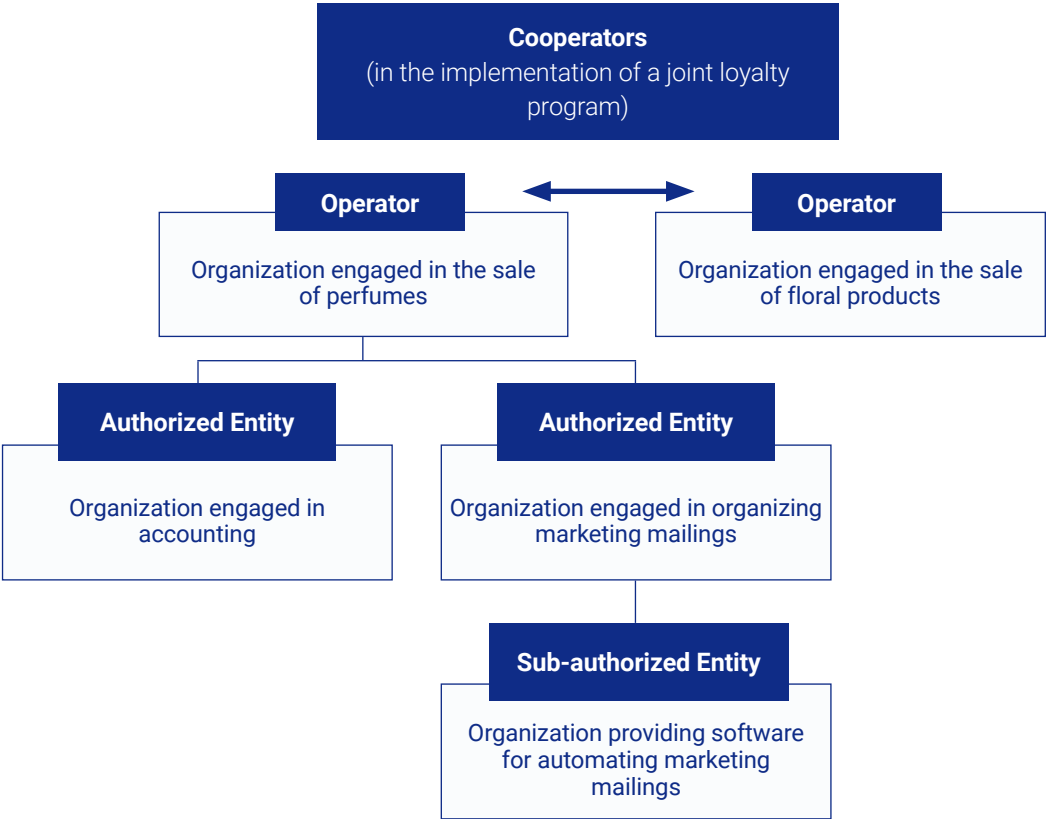 Cooperators
(in the implementation of a joint loyalty
program)
Operator
Organization engaged in the sale
of perfumes
Operator
Organization engaged in the sale
of floral products
Authorized Entity
Organization engaged in
accounting
Authorized Entity
Organization engaged in organizing
marketing mailings
Sub-authorized Entity
Organization providing software
for automating marketing
mailings